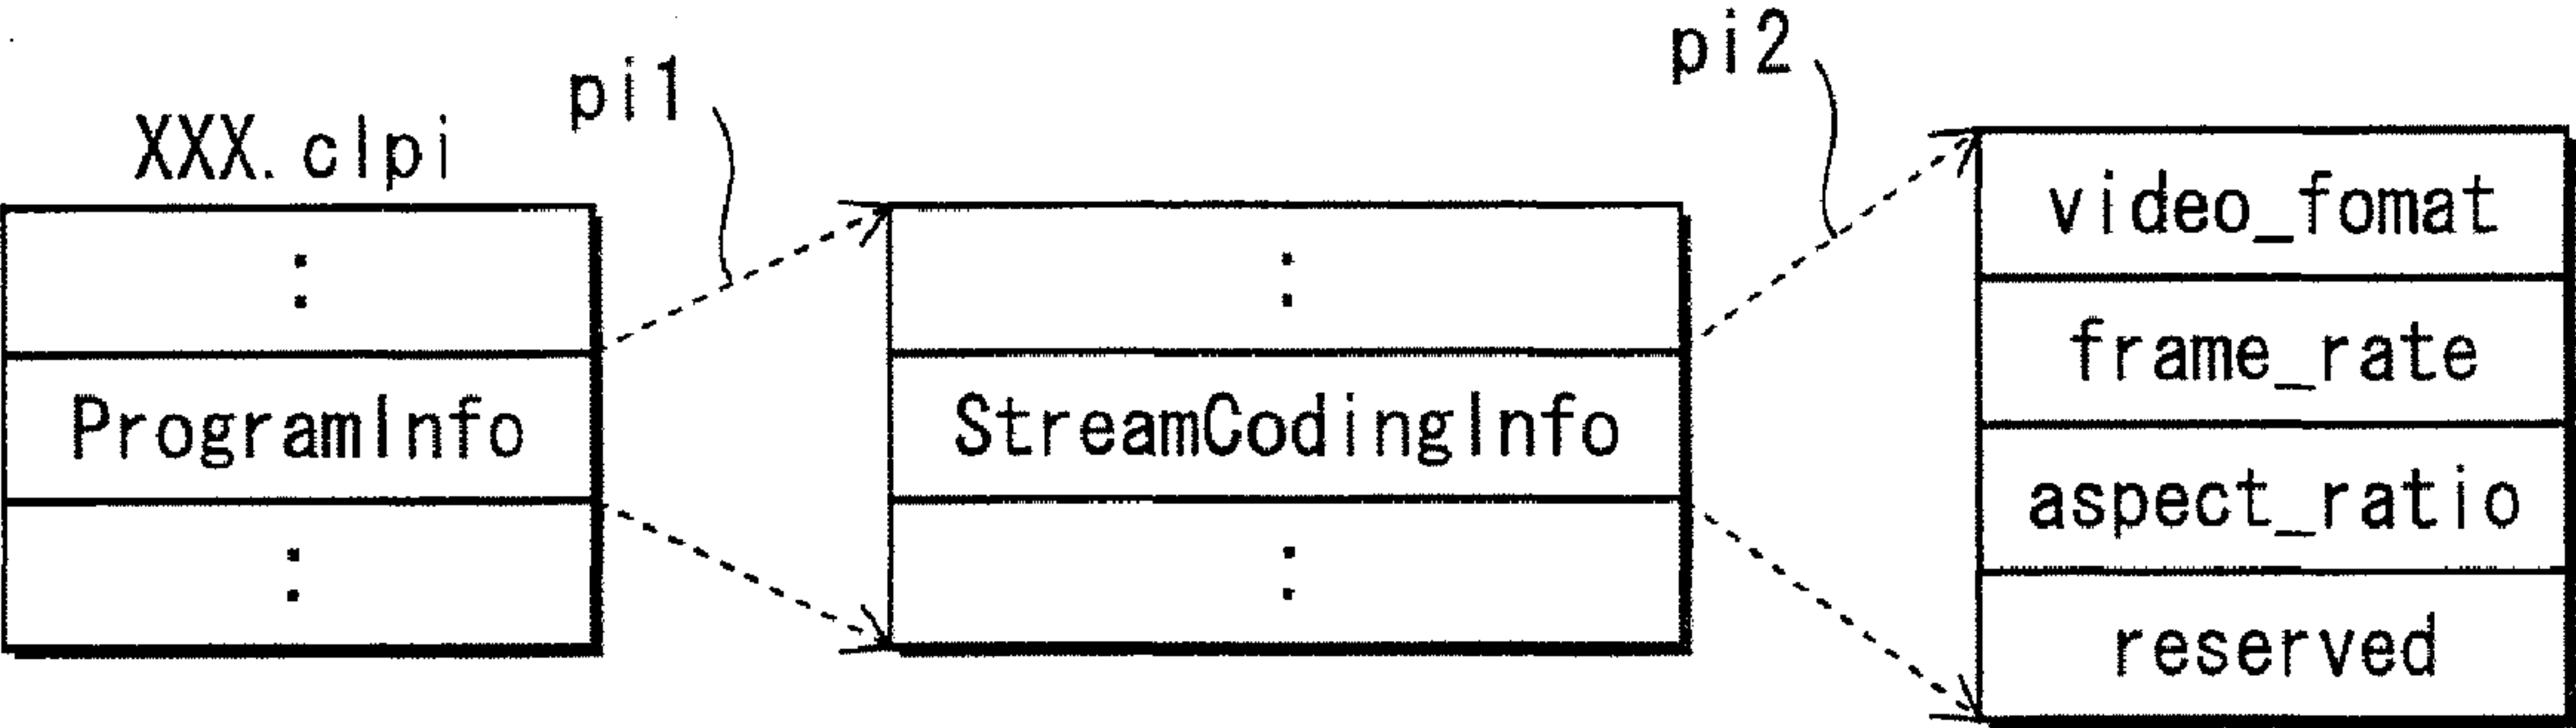 pi1
pi2
XXX.clpi
:
ProgramInfo
:
:
StreamCodingInfo
:
video_fomat
frame_rate
aspect_ratio
reserved